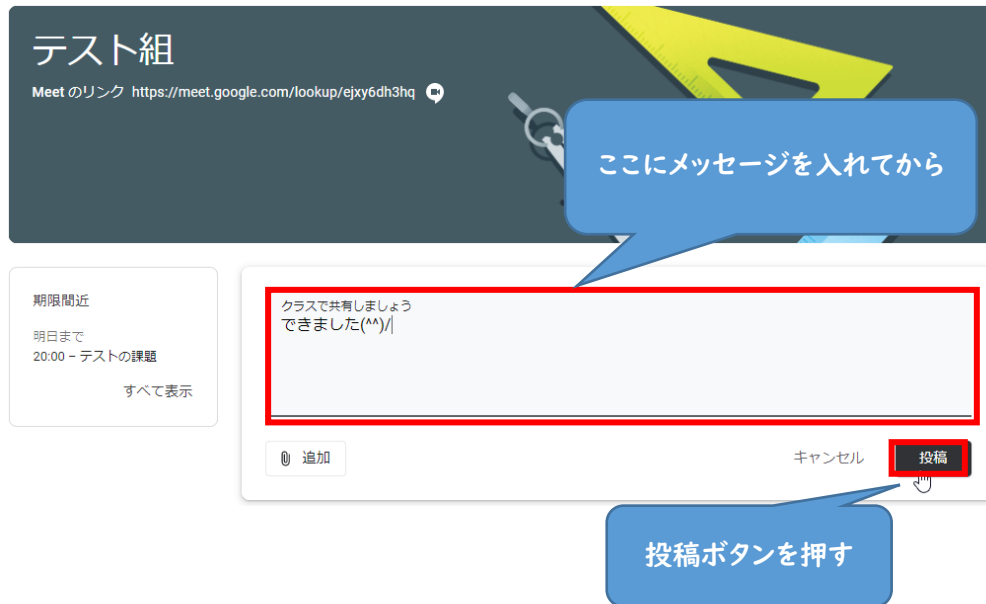 テスト組
Meet のリンク https://meet.google.com/lookup/ejxy6dh3hq
ここにメッセージを入れてから
期限間近
明日まで
20:00 – テストの課題
すべて表示
クラスで共有しましょう
できました(^^)/
追加
キャンセル
投稿
投稿ボタンを押す